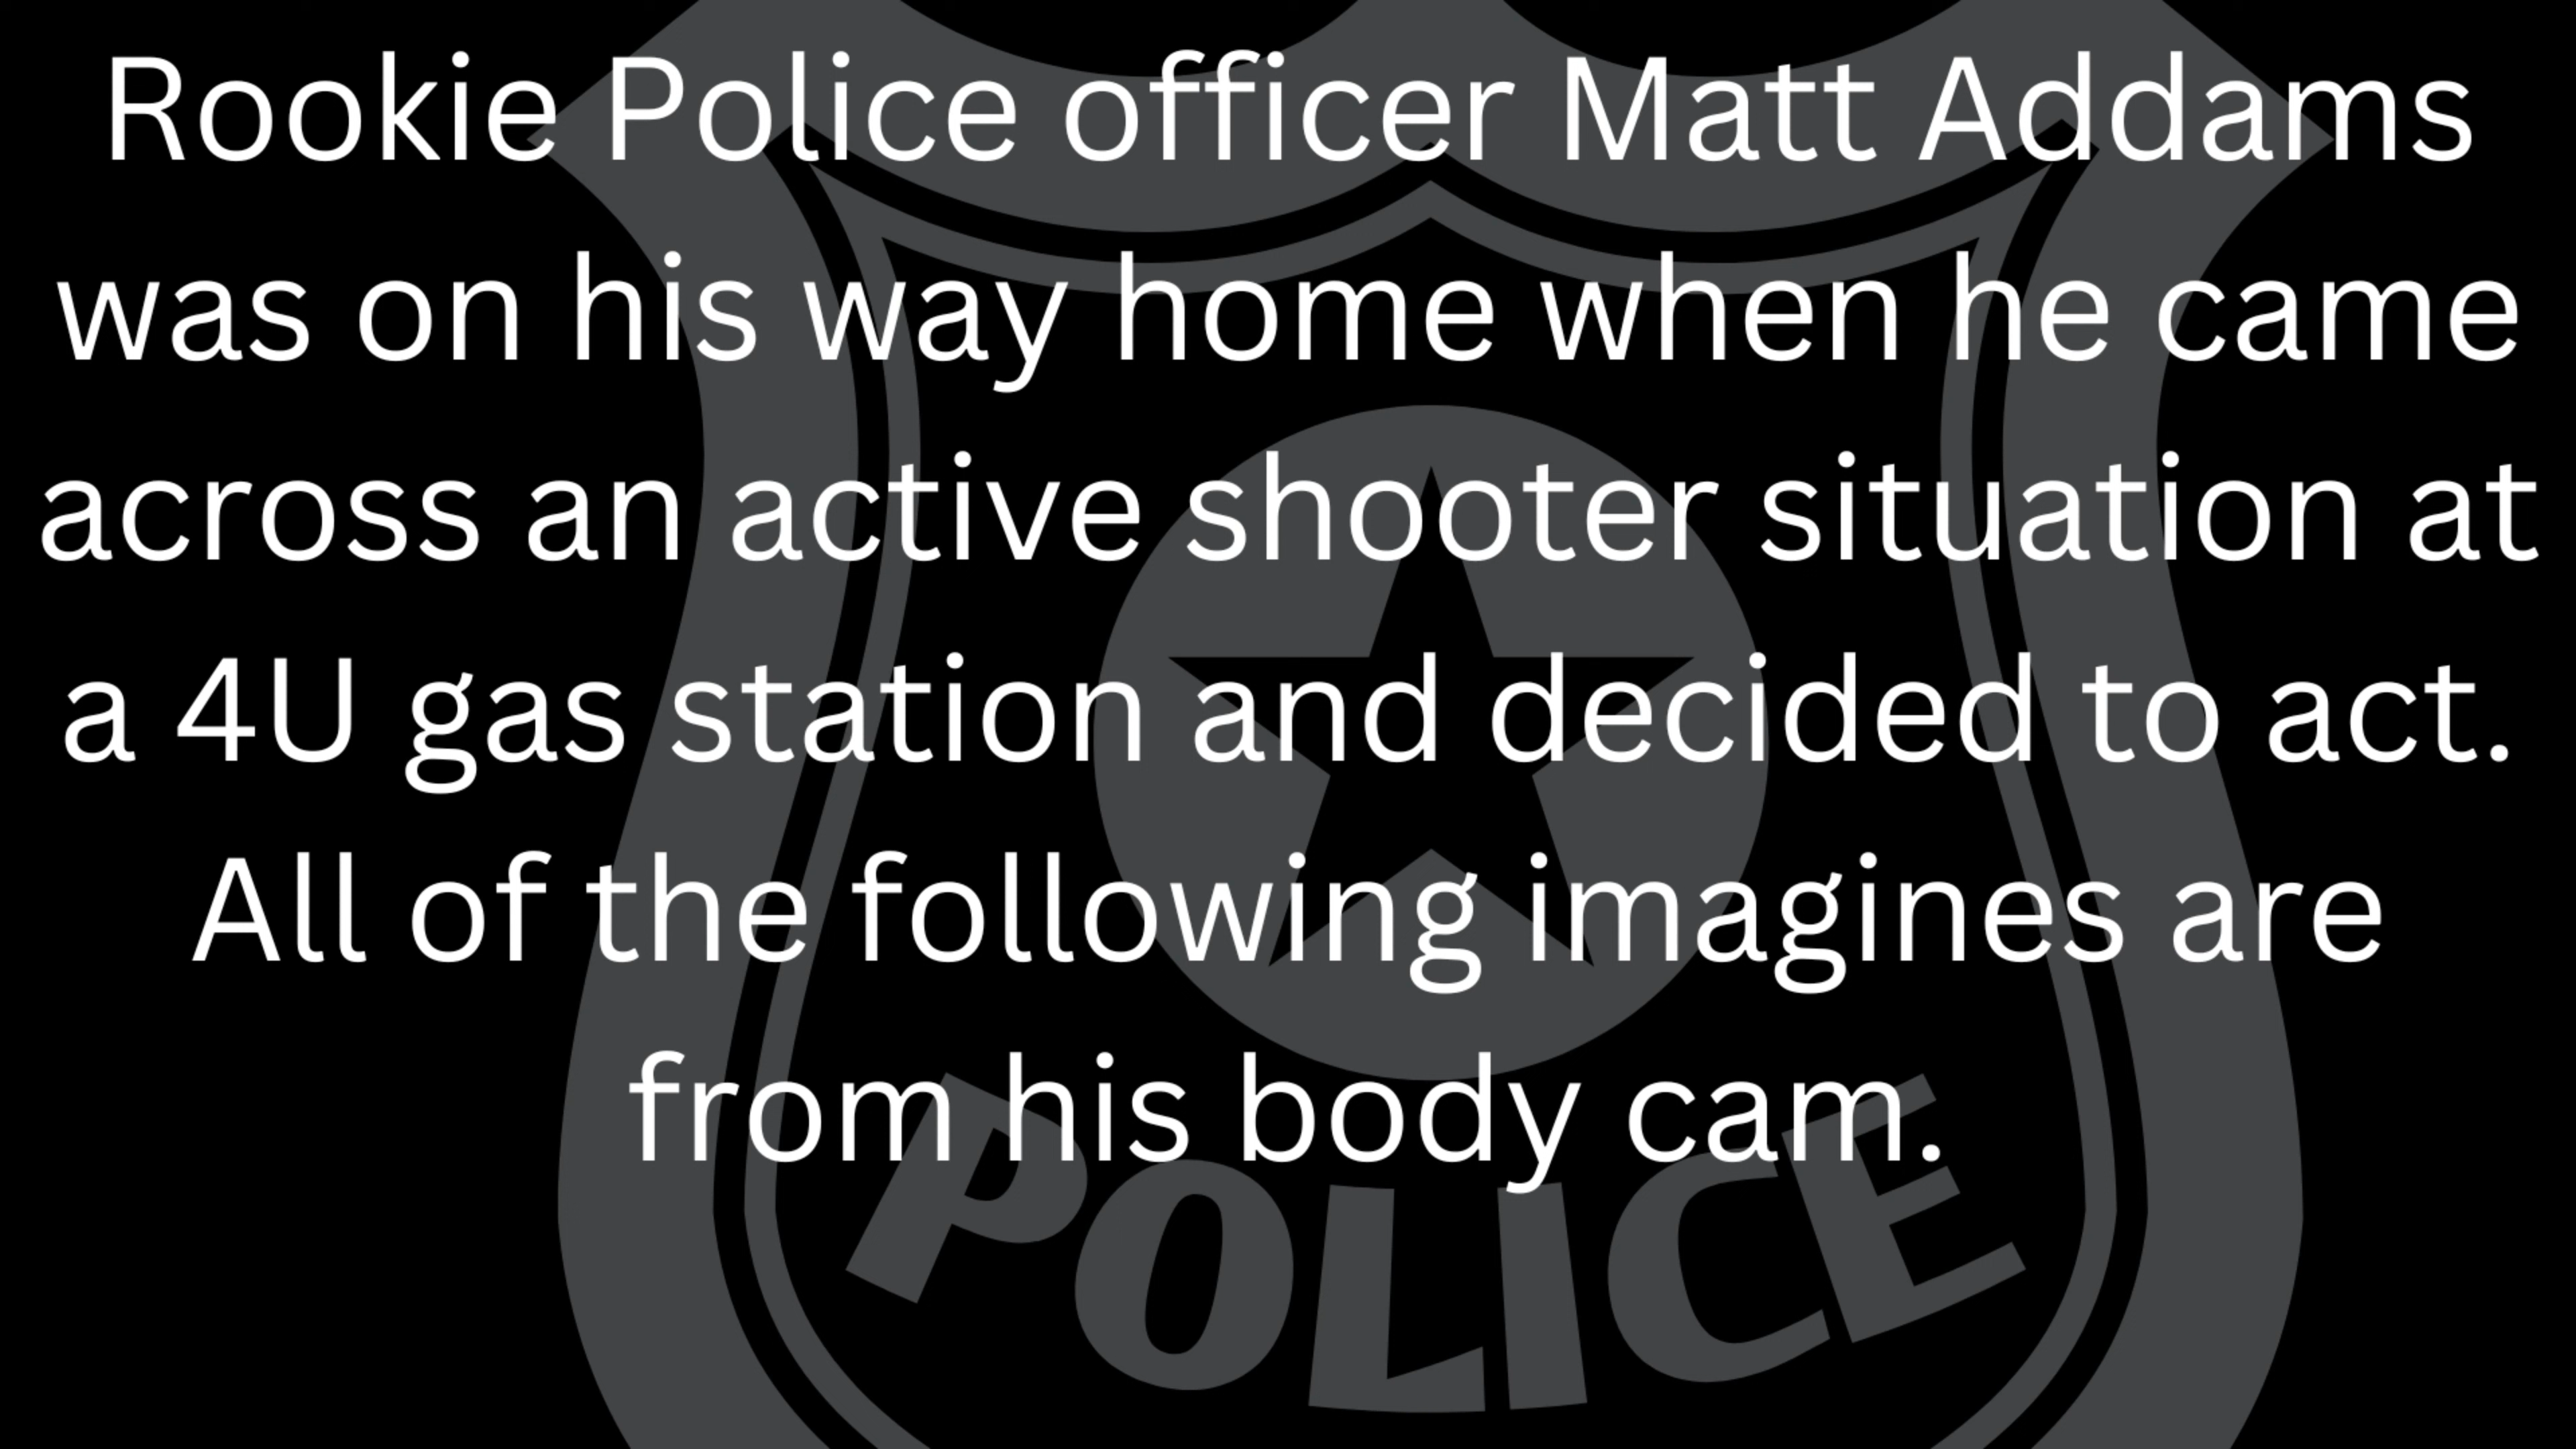 Rookie Police officer Matt Addams
was on his way home when he came
across an active shooter situation at
a 4U gas station and decided to act.
All of the following imagines are
from his body cam.
POLICE